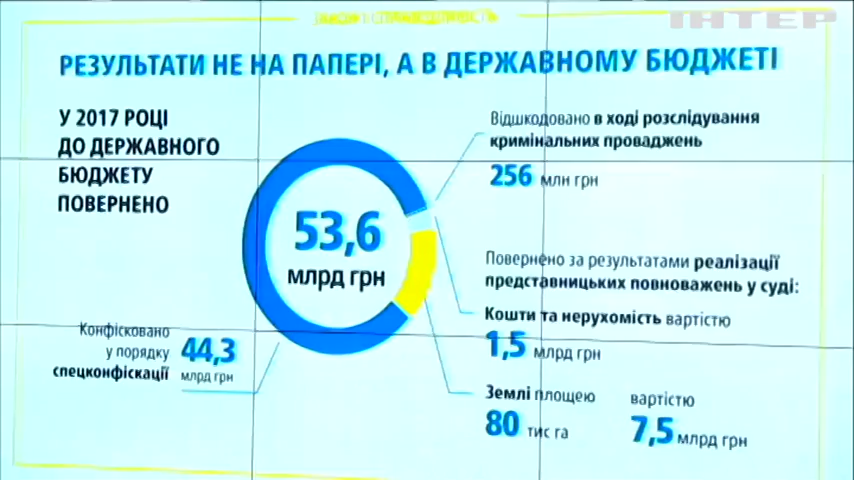 ЗАКОН І СПРАВЕДЛИВІСТЬ
ІНТЕР
РЕЗУЛЬТАТИ НЕ НА ПАПЕРІ, А В ДЕРЖАВНОМУ БЮДЖЕТІ
У 2017 РОЦІ
ДО ДЕРЖАВНОГО
БЮДЖЕТУ
ПОВЕРНЕНО
53,6
млрд грн
Конфісковано
у порядку
спецконфіскації
44,3
млрд грн
Відшкодовано в ході розслідування
кримінальних проваджень
256 млн грн
Повернено за результатами реалізації
представницьких повноважень у суді:
Кошти та нерухомість вартістю
1,5 млрд грн
Землі площею
80 тис га
вартістю
7,5 млрд грн